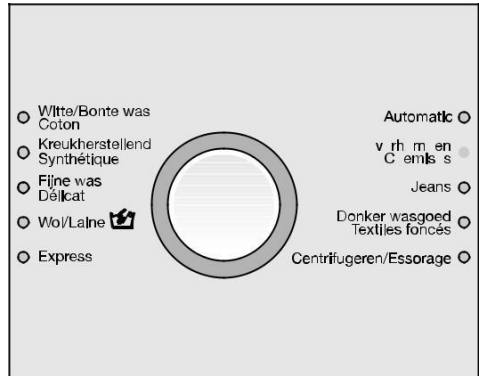 Witte/Bonte was
Coton
Kreukherstellend
Synthétique
Fijne was
Délicat
Wol/Laine
Express
Automatic
Jeans
Donker wasgoed
Textiles foncés
Centrifugeren/Essorage